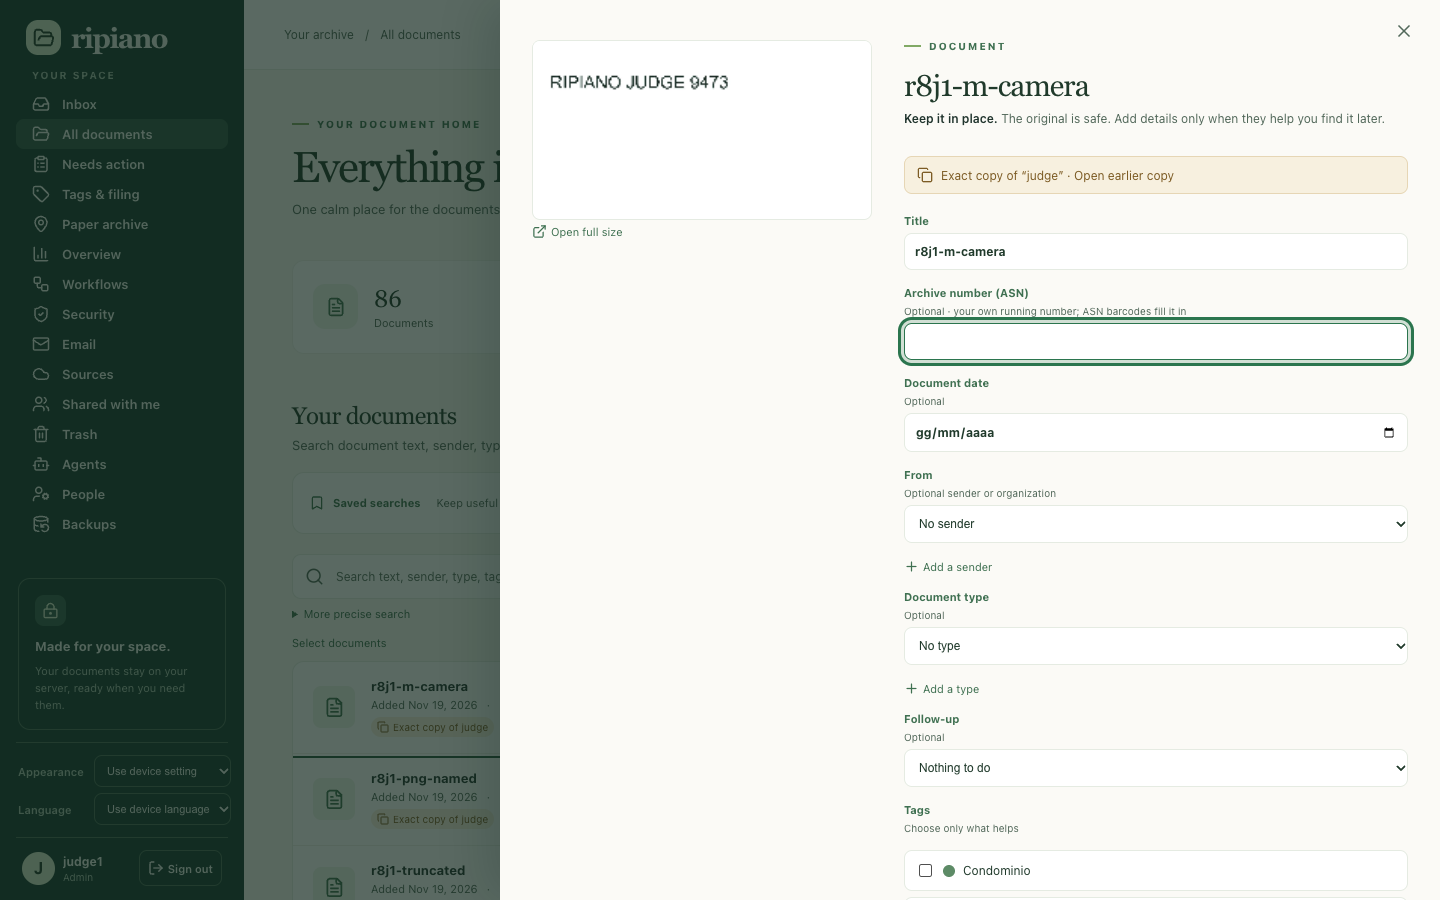 ripiano
YOUR SPACE
Inbox
All documents
Needs action
Tags & filing
Paper archive
Overview
Workflows
Security
Email
Sources
Shared with me
Trash
Agents
People
Backups
Made for your space.
Your documents stay on your
server, ready when you need
them.
Appearance
Use device setting
Language
Use device language
J
judge1
Admin
Sign out
Your archive / All documents
YOUR DOCUMENT HOME
Everything i
One calm place for the documents
86
Documents
Your documents
Search document text, sender, typ
Saved searches Keep useful
Search text, sender, type, tag
More precise search
Select documents
r8j1-m-camera
Added Nov 19, 2026 ·
Exact copy of judge
r8j1-png-named
Added Nov 19, 2026 ·
Exact copy of judge
r8j1-truncated
Added Nov 19, 2026 ·
RIPIANO JUDGE 9473
Open full size
DOCUMENT
r8j1-m-camera
Keep it in place. The original is safe. Add details only when they help you find it later.
Exact copy of “judge” · Open earlier copy
Title
r8j1-m-camera
Archive number (ASN)
Optional · your own running number; ASN barcodes fill it in
Document date
Optional
gg/mm/aaaa
From
Optional sender or organization
No sender
Add a sender
Document type
Optional
No type
Add a type
Follow-up
Optional
Nothing to do
Tags
Choose only what helps
Condominio